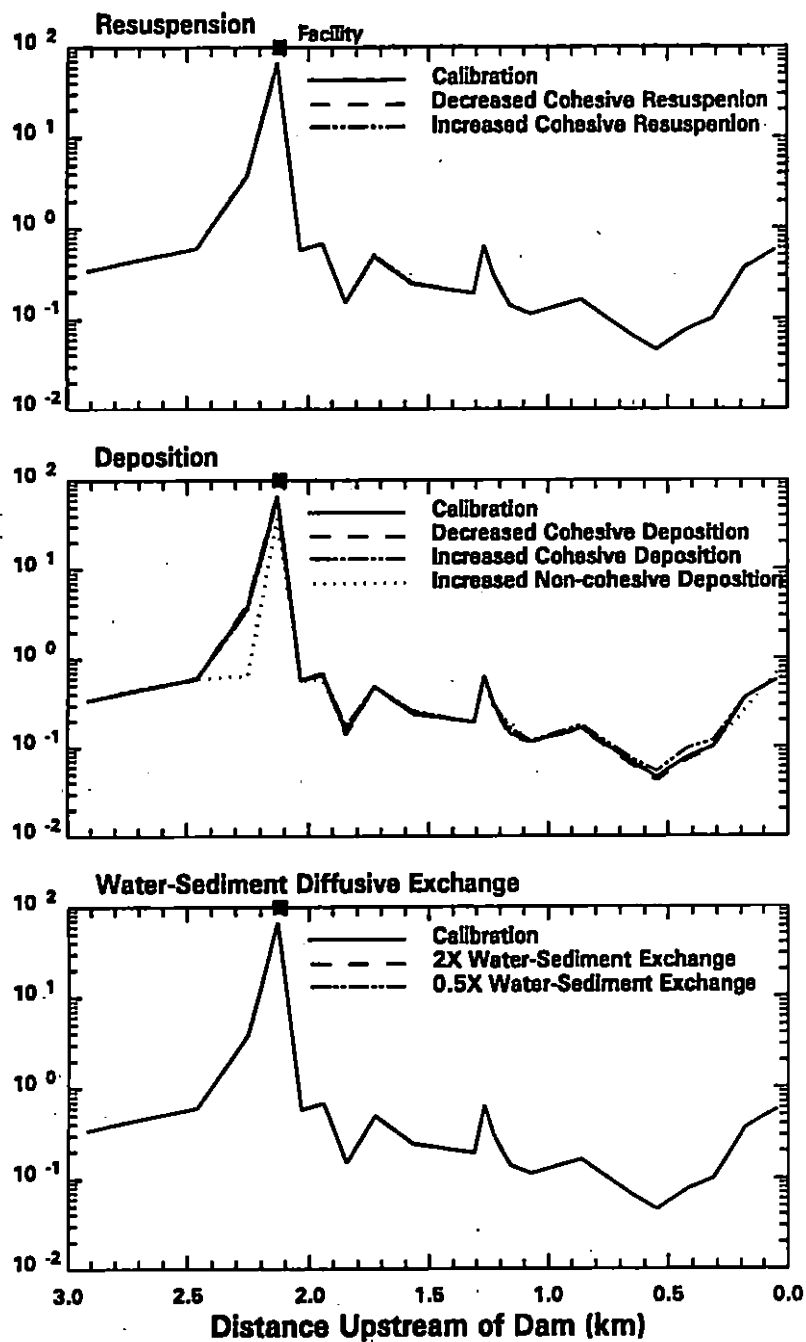 Resuspension
Facility
10 2
10 1
10 0
10 -1
10 -2
Calibration
Decreased Cohesive Resuspenion
Increased Cohesive Resuspenion
Deposition
10 2
10 1
10 0
10 -1
10 -2
Calibration
Decreased Cohesive Deposition
Increased Cohesive Deposition
Increased Non-cohesive Deposition
Water-Sediment Diffusive Exchange
10 2
10 1
10 0
10 -1
10 -2
Calibration
2X Water-Sediment Exchange
0.5X Water-Sediment Exchange
3.0 2.5 2.0 1.5 1.0 0.5 0.0
Distance Upstream of Dam (km)